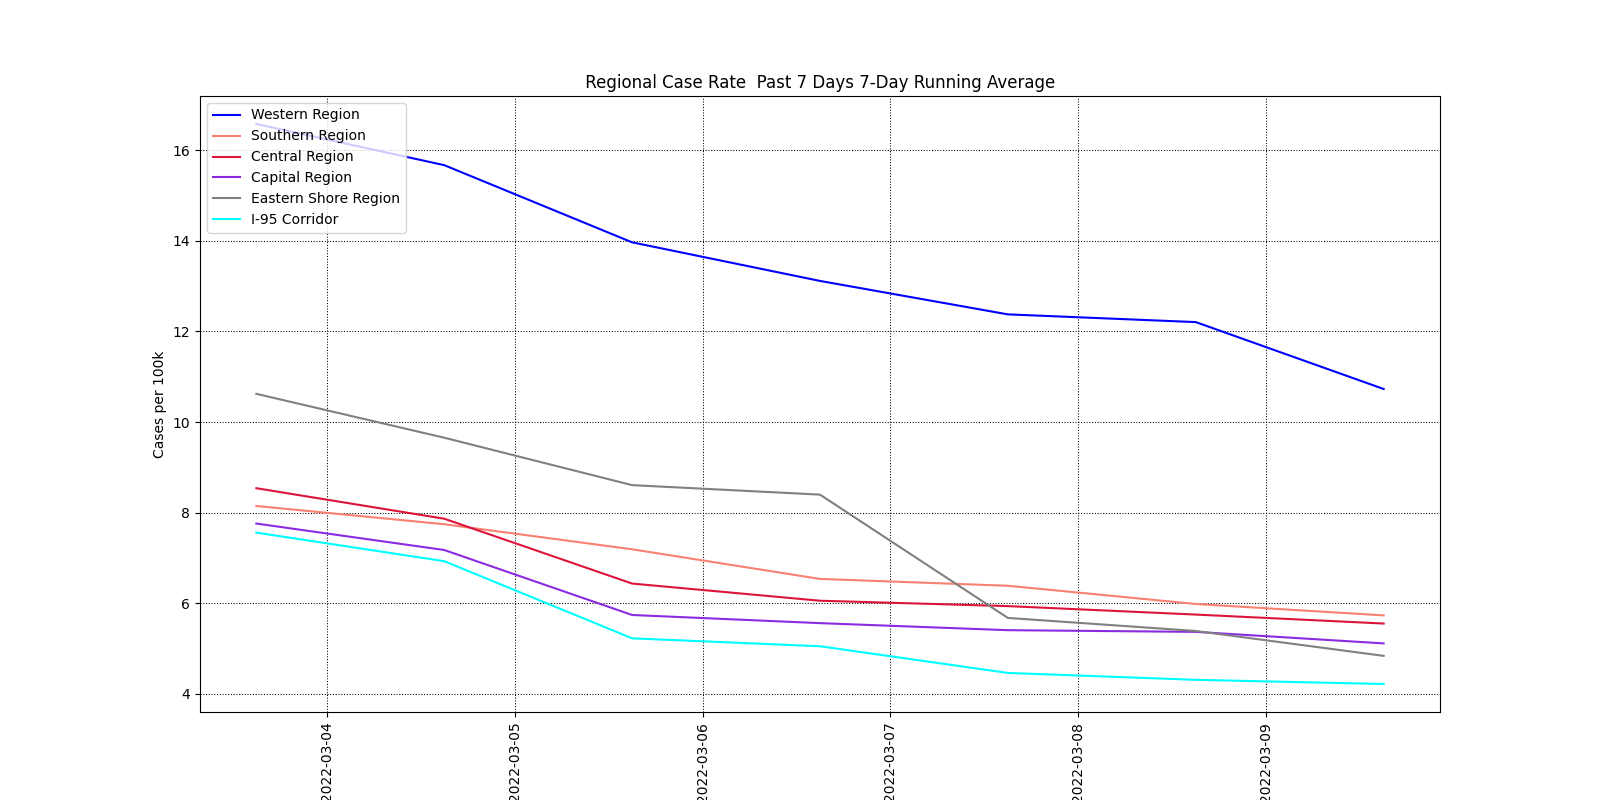 Regional Case Rate  Past 7 Days 7-Day Running Average
Western Region
Southern Region
Central Region
Capital Region
Eastern Shore Region
I-95 Corridor
Cases per 100k
16
14
12
10
8
6
4
2022-03-04
2022-03-05
2022-03-06
2022-03-07
2022-03-08
2022-03-09